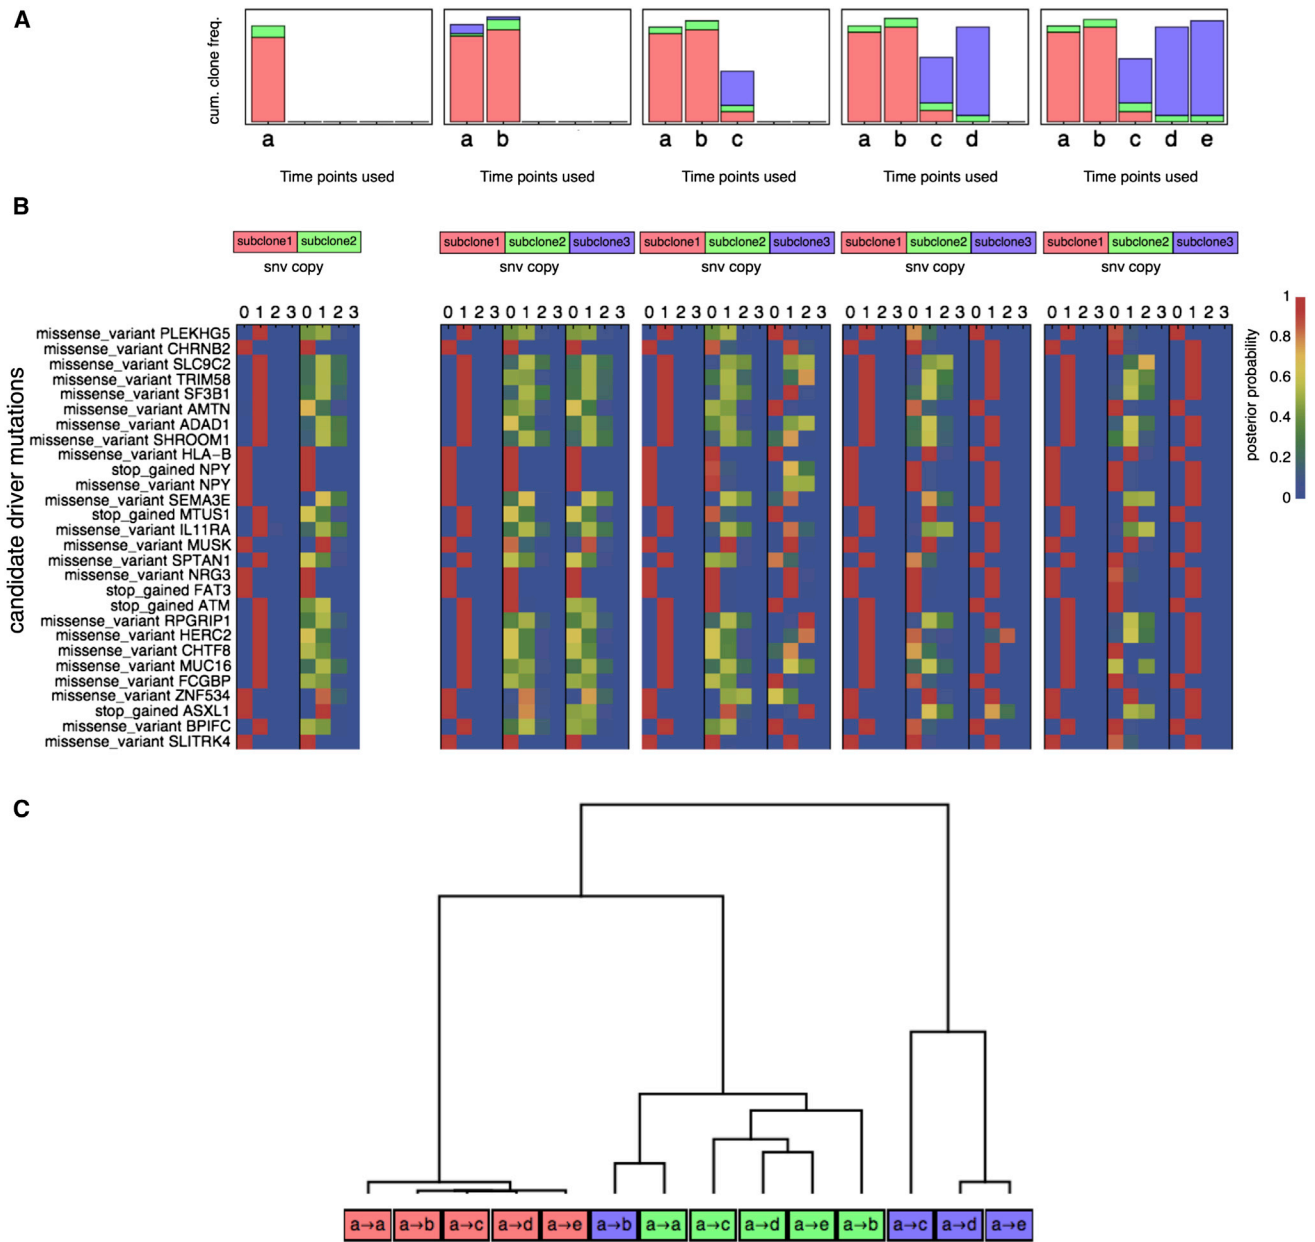 A
cum. clone freq.
a
a b
a b c
a b c d
a b c d e
Time points used
Time points used
Time points used
Time points used
Time points used
B
subclone1 subclone2
subclone1 subclone2 subclone3
subclone1 subclone2 subclone3
subclone1 subclone2 subclone3
subclone1 subclone2 subclone3
snv copy
snv copy
snv copy
snv copy
snv copy
0 1 2 3 0 1 2 3
0 1 2 3 0 1 2 3 0 1 2 3
0 1 2 3 0 1 2 3 0 1 2 3
0 1 2 3 0 1 2 3 0 1 2 3
0 1 2 3 0 1 2 3 0 1 2 3
candidate driver mutations
missense_variant PLEKHG5
missense_variant CHRNB2
missense_variant SLC9C2
missense_variant TRIM58
missense_variant SF3B1
missense_variant AMTN
missense_variant ADAD1
missense_variant SHROOM1
missense_variant HLA−B
stop_gained NPY
missense_variant NPY
missense_variant SEMA3E
stop_gained MTUS1
missense_variant IL11RA
missense_variant MUSK
missense_variant SPTAN1
missense_variant NRG3
stop_gained FAT3
stop_gained ATM
missense_variant RPGRIP1
missense_variant HERC2
missense_variant CHTF8
missense_variant MUC16
missense_variant FCGBP
missense_variant ZNF534
stop_gained ASXL1
missense_variant BPIFC
missense_variant SLITRK4
posterior probability
1
0.8
0.6
0.4
0.2
0
C
a→a a→b a→c a→d a→e a→b a→a a→c a→d a→e a→b a→c a→d a→e